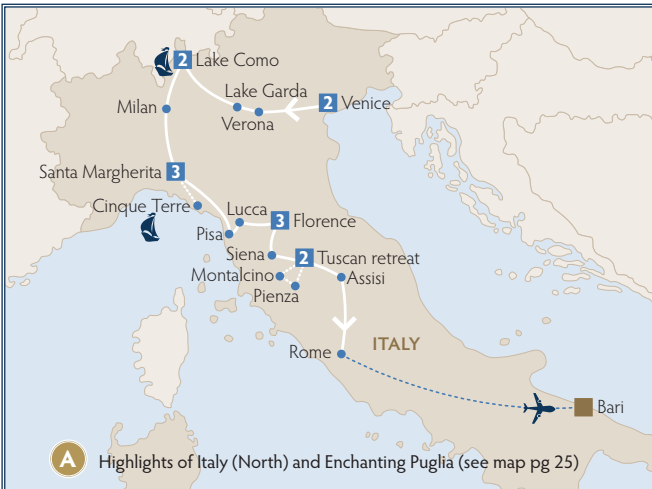 2 Lake Como
Lake Garda
2 Venice
Milan
Verona
Santa Margherita 3
Cinque Terre
Lucca
3 Florence
Pisa
Siena
2 Tuscan retreat
Montalcino
Assisi
Pienza
Rome
ITALY
Bari
A Highlights of Italy (North) and Enchanting Puglia (see map pg 25)